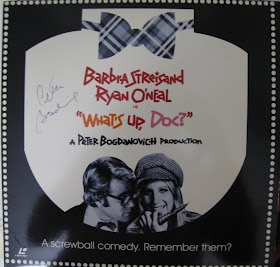 Barbra Streisand
Ryan O'Neal
in
"What's Up, Doc?"
A Peter Bogdanovich Production
A screwball comedy. Remember them?